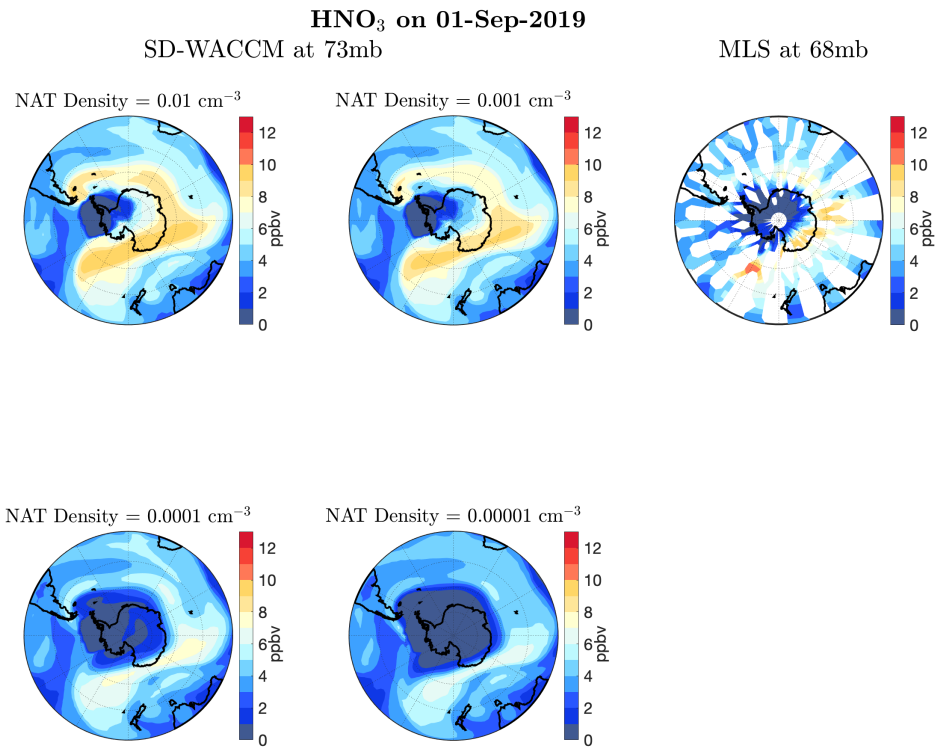 HNO₃ on 01-Sep-2019
SD-WACCM at 73mb
MLS at 68mb
NAT Density = 0.01 cm⁻³
12
10
8
6
4
2
0
ppbv
NAT Density = 0.001 cm⁻³
12
10
8
6
4
2
0
ppbv
12
10
8
6
4
2
0
ppbv
NAT Density = 0.0001 cm⁻³
12
10
8
6
4
2
0
ppbv
NAT Density = 0.00001 cm⁻³
12
10
8
6
4
2
0
ppbv